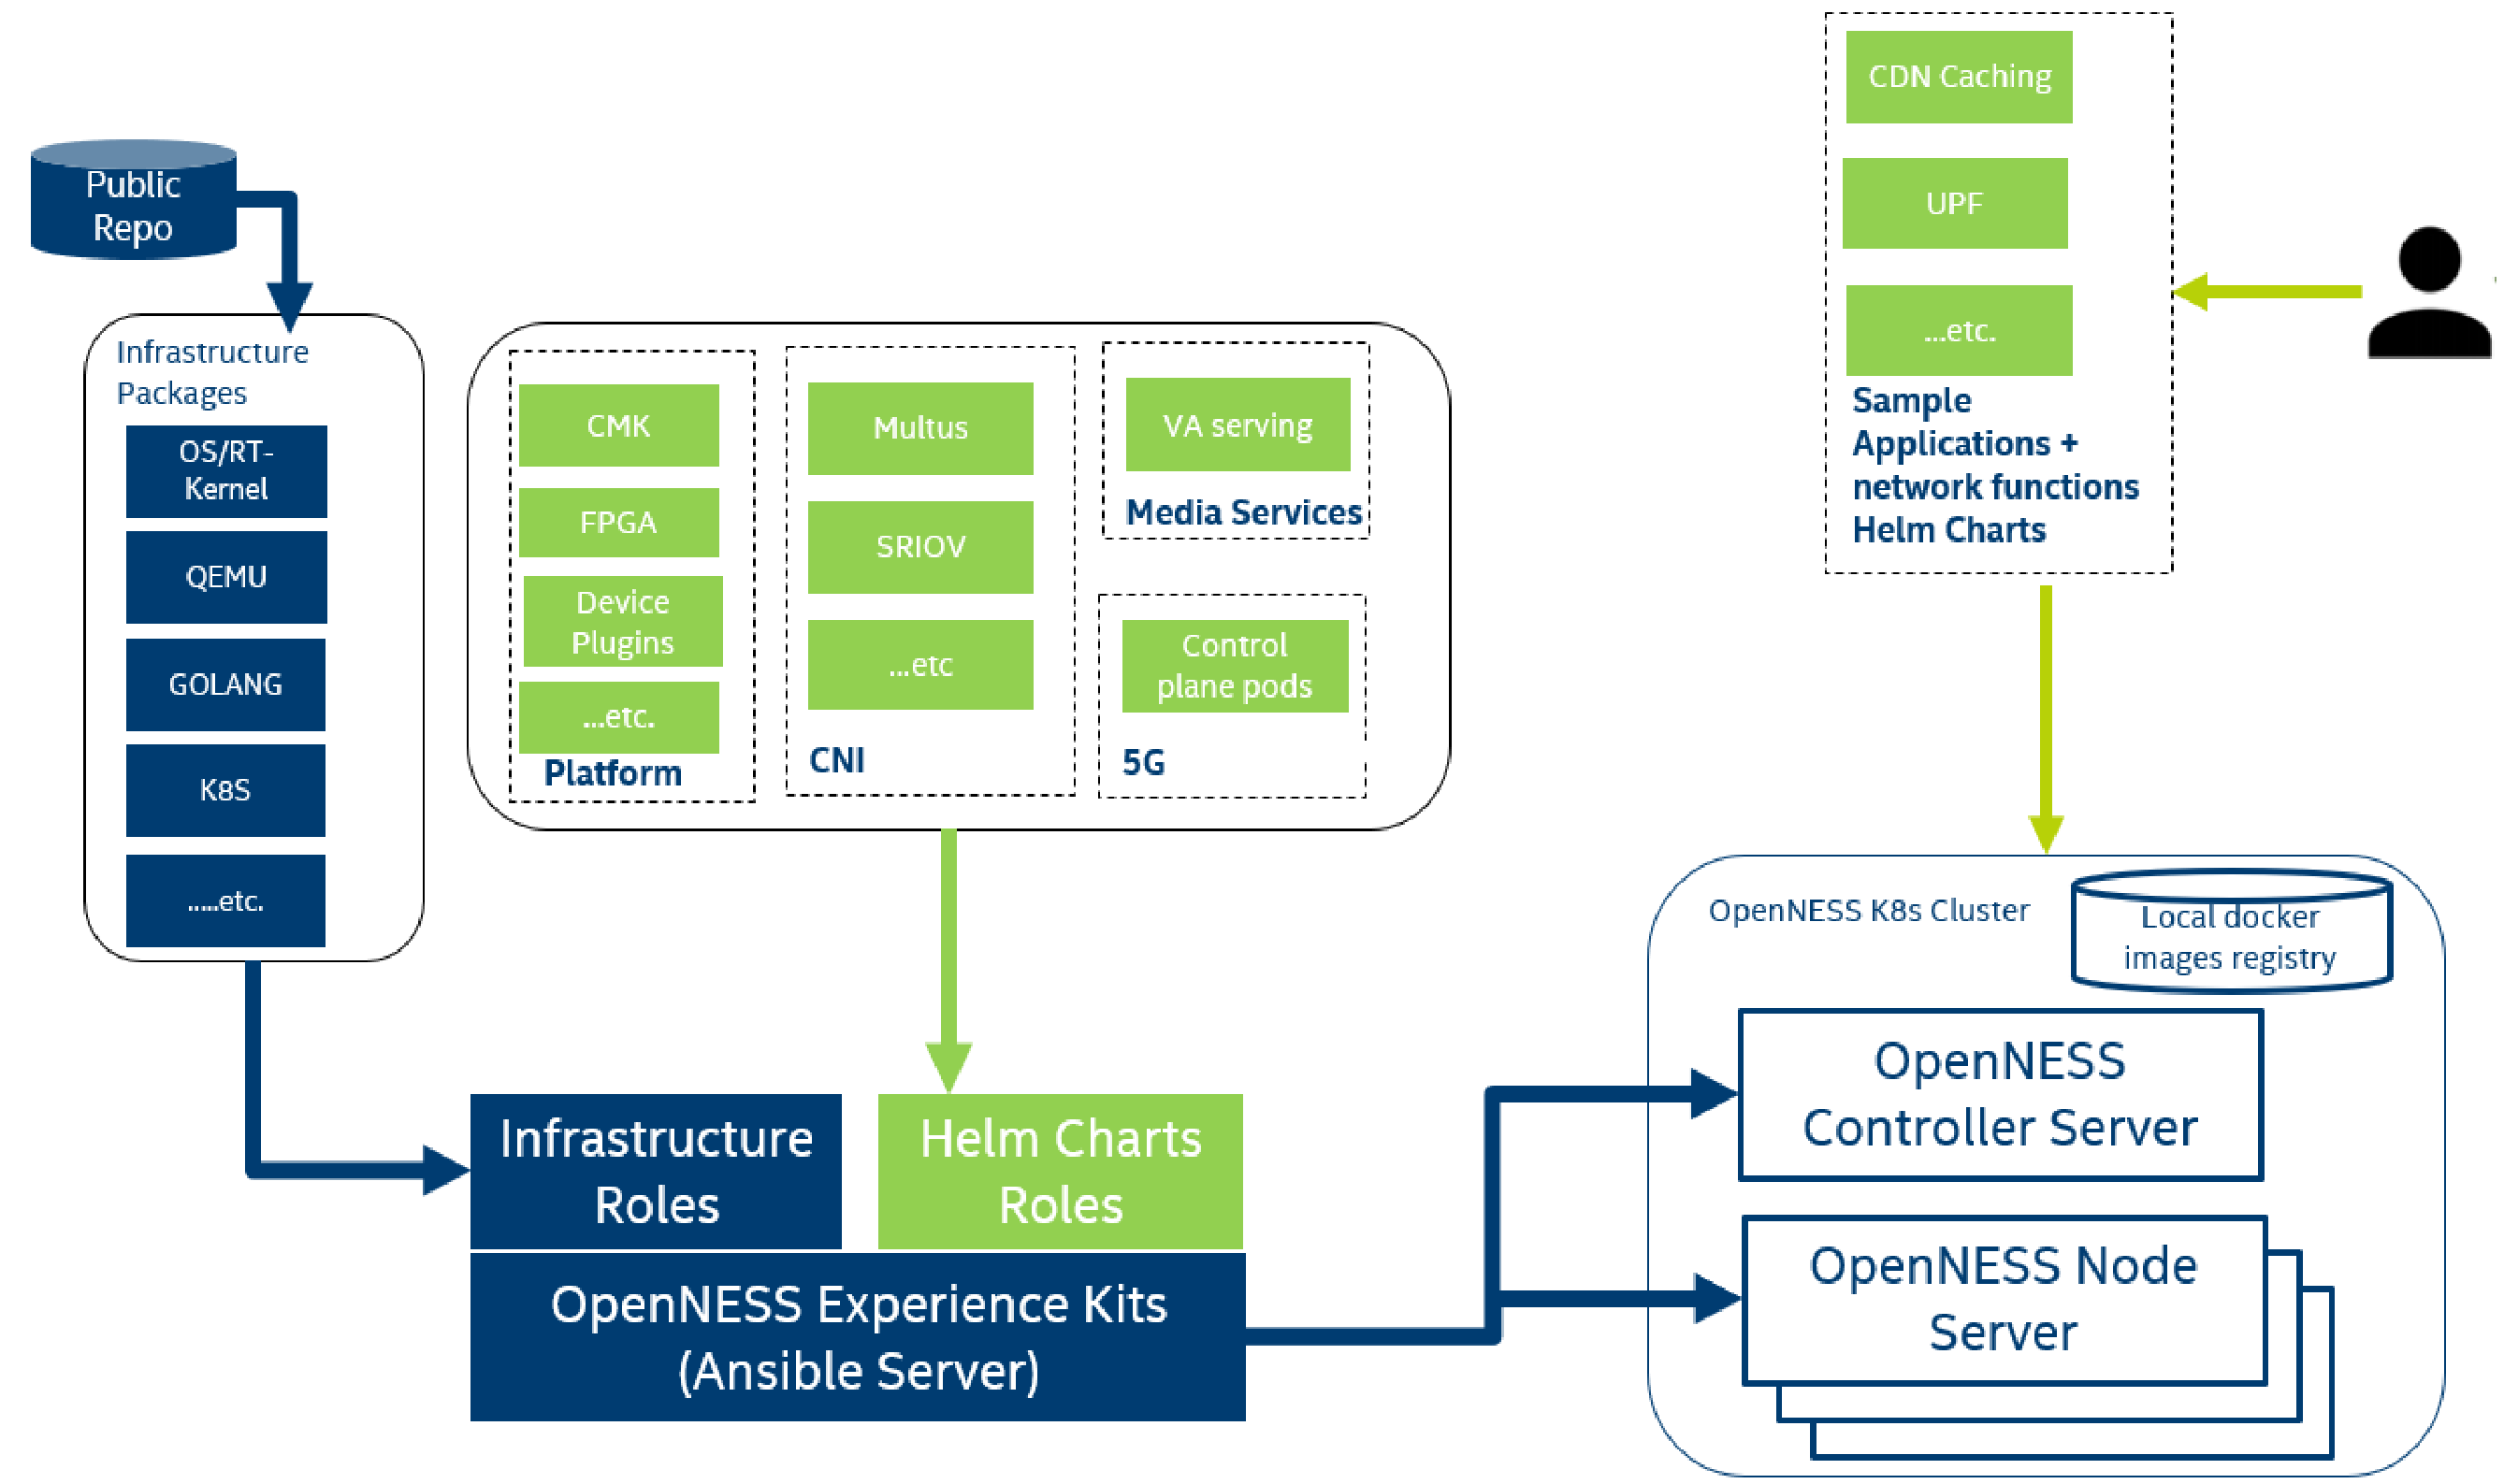 Public
Repo
Infrastructure
Packages
OS/RT-
Kernel
QEMU
GOLANG
K8S
.....etc.
CMK
FPGA
Device
Plugins
...etc.
Platform
Multus
SRIOV
...etc
CNI
VA serving
Media Services
Control
plane pods
5G
CDN Caching
UPF
...etc.
Sample
Applications +
network functions
Helm Charts
Infrastructure
Roles
Helm Charts
Roles
OpenNESS Experience Kits
(Ansible Server)
OpenNESS K8s Cluster
Local docker
images registry
OpenNESS
Controller Server
OpenNESS Node
Server